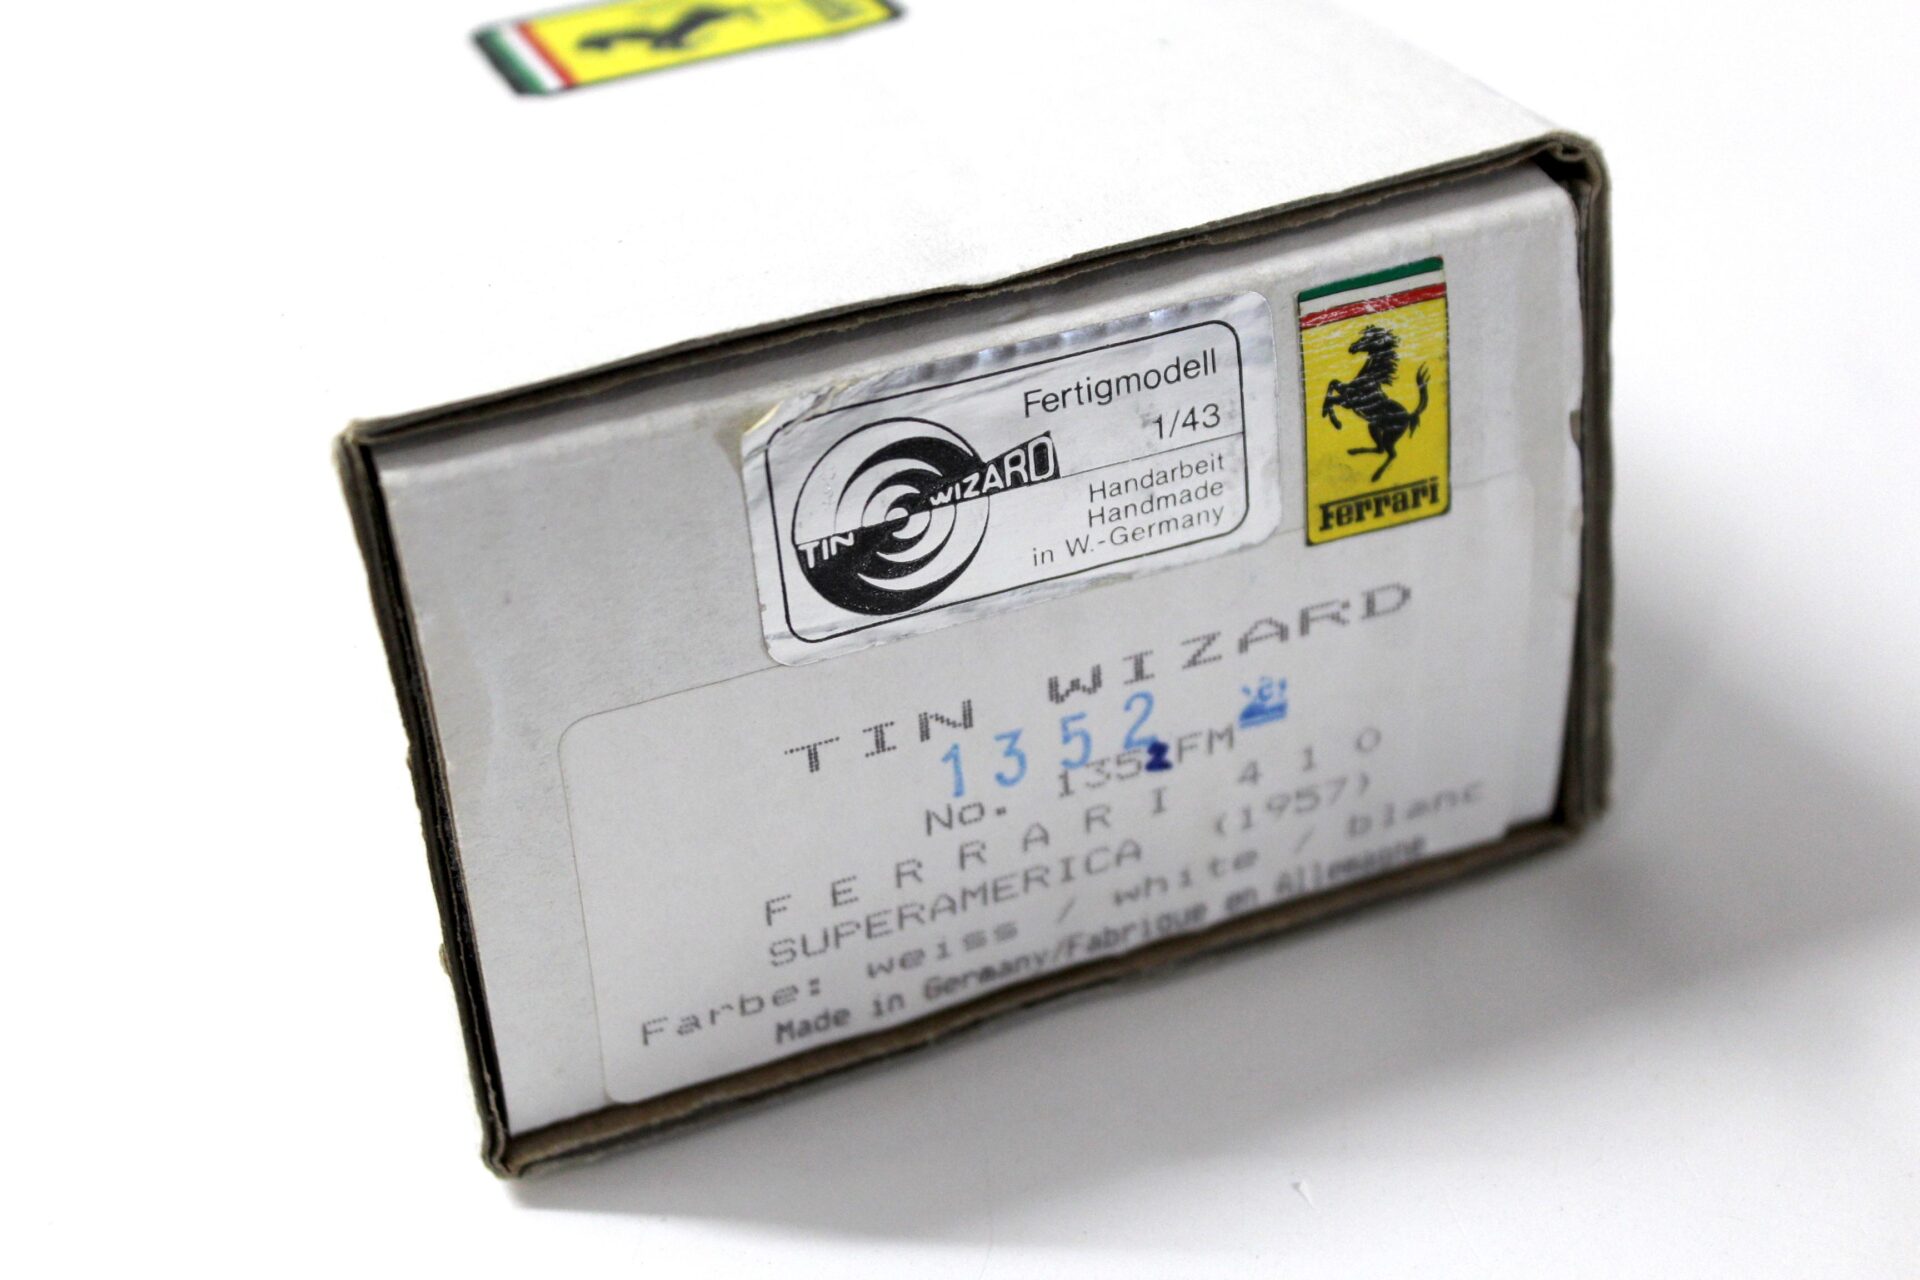 Fertigmodell
1/43
TIN WIZARD
Handarbeit
Handmade
in W.-Germany
Ferrari
TIN WIZARD
1352
No. 1352FM
FERRARI 410
SUPERAMERICA (1957)
Farbe: weiss / white / blanc
Made in Germany/Fabrique en Allemagne